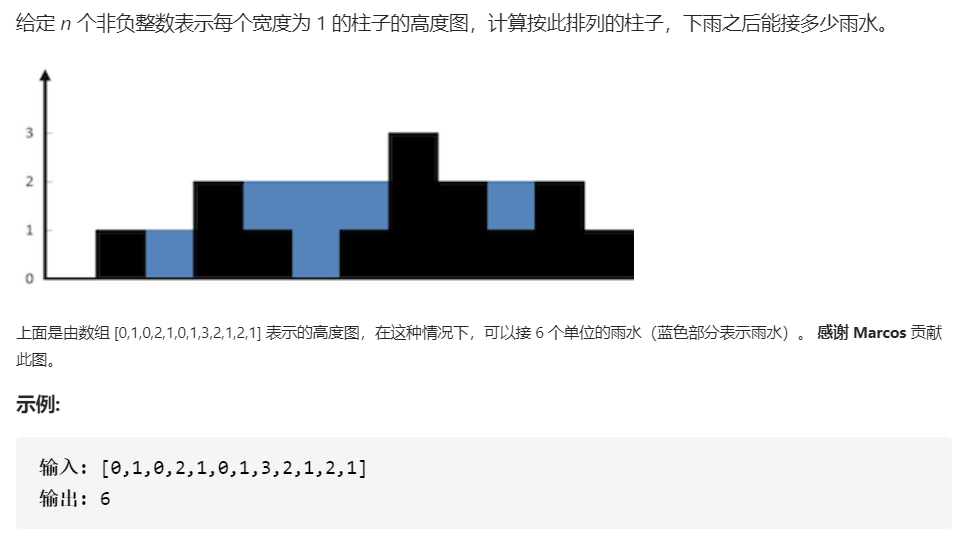 给定 n 个非负整数表示每个宽度为 1 的柱子的高度图，计算按此排列的柱子，下雨之后能接多少雨水。
3
2
1
0
上面是由数组 [0,1,0,2,1,0,1,3,2,1,2,1] 表示的高度图，在这种情况下，可以接 6 个单位的雨水（蓝色部分表示雨水）。 感谢 Marcos 贡献
此图。
示例:
输入: [0,1,0,2,1,0,1,3,2,1,2,1]
输出: 6